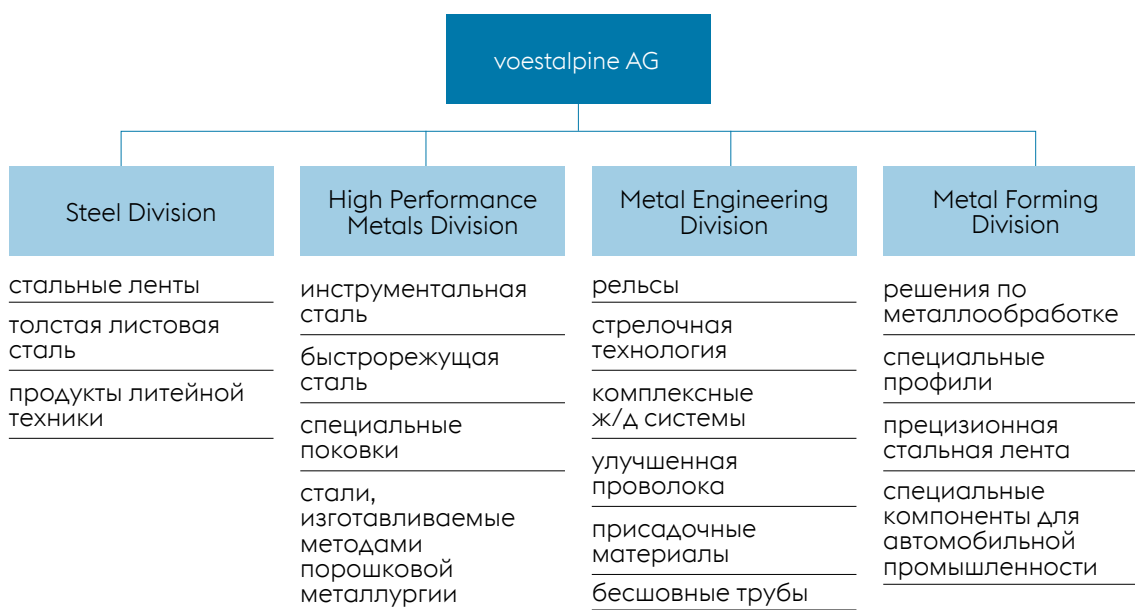 voestalpine AG
Steel Division
стальные ленты
толстая листовая
сталь
продукты литейной
техники
High Performance
Metals Division
инструментальная
сталь
быстрорежущая
сталь
специальные
поковки
стали,
изготавливаемые
методами
порошковой
металлургии
Metal Engineering
Division
рельсы
стрелочная
технология
комплексные
ж/д системы
улучшенная
проволока
присадочные
материалы
бесшовные трубы
Metal Forming
Division
решения по
металлообработке
специальные
профили
прецизионная
стальная лента
специальные
компоненты для
автомобильной
промышленности